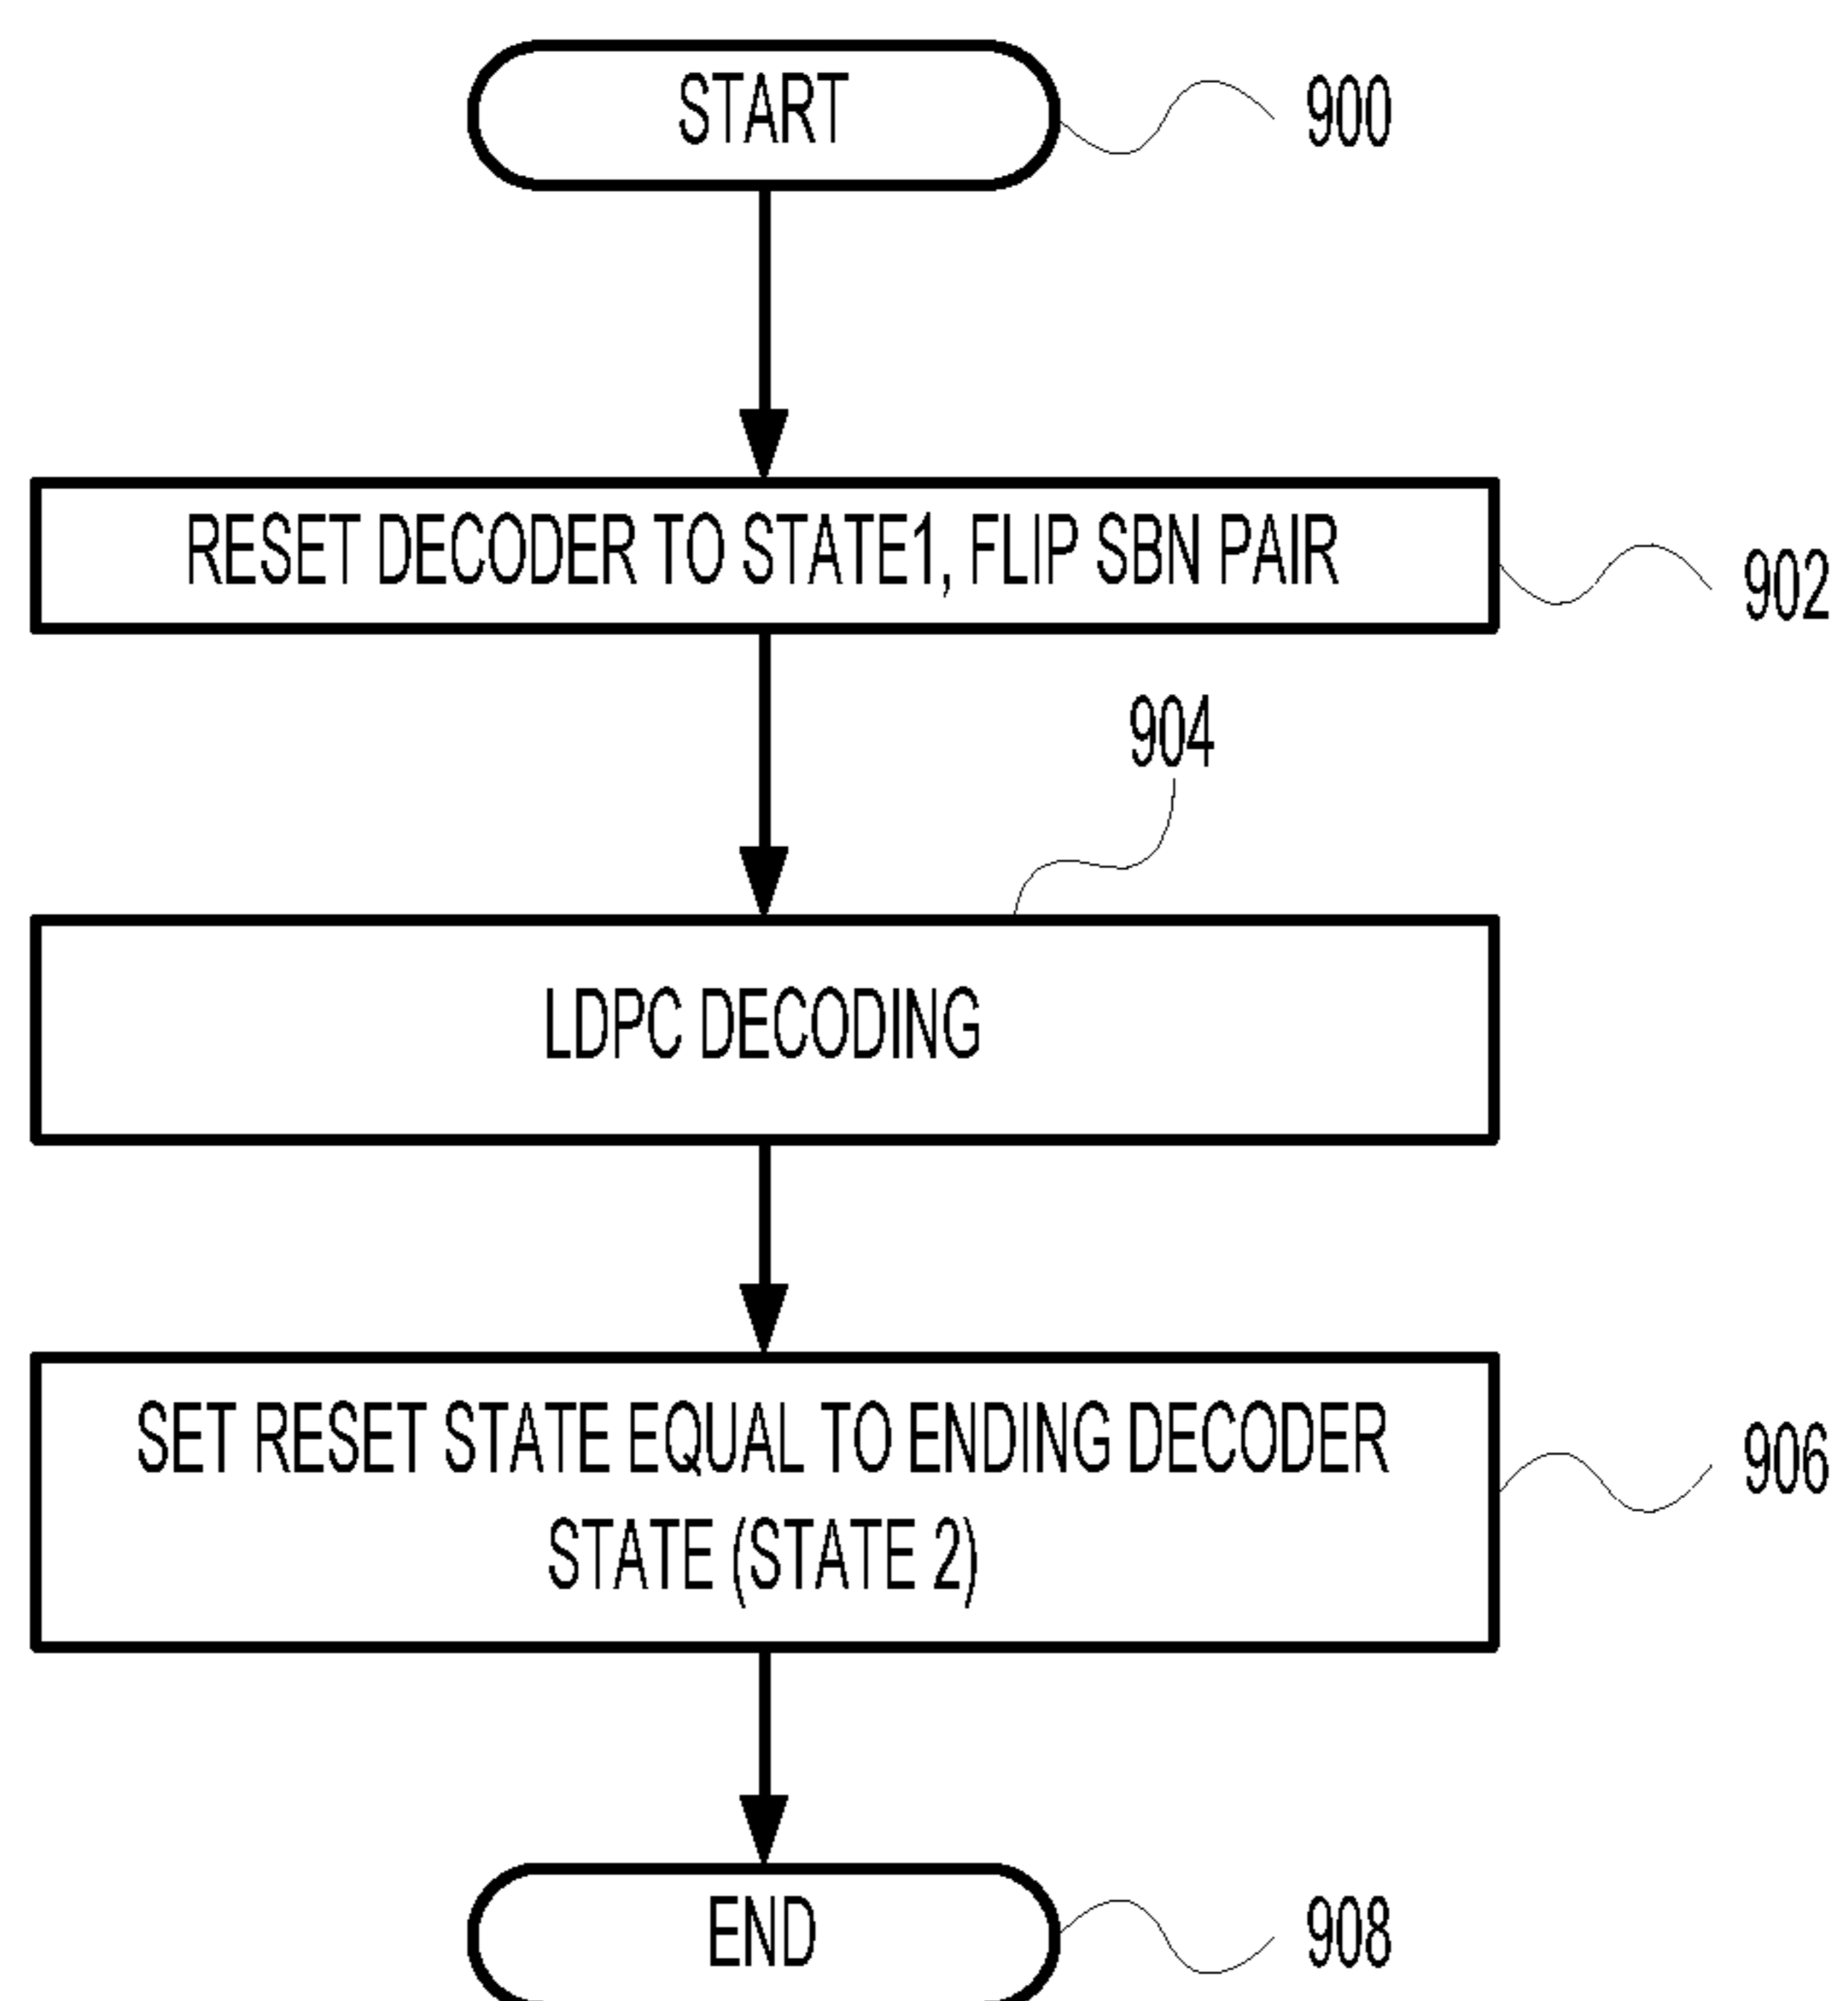 START
900
RESET DECODER TO STATE1, FLIP SBN PAIR
902
904
LDPC DECODING
SET RESET STATE EQUAL TO ENDING DECODER
STATE (STATE 2)
906
END
908